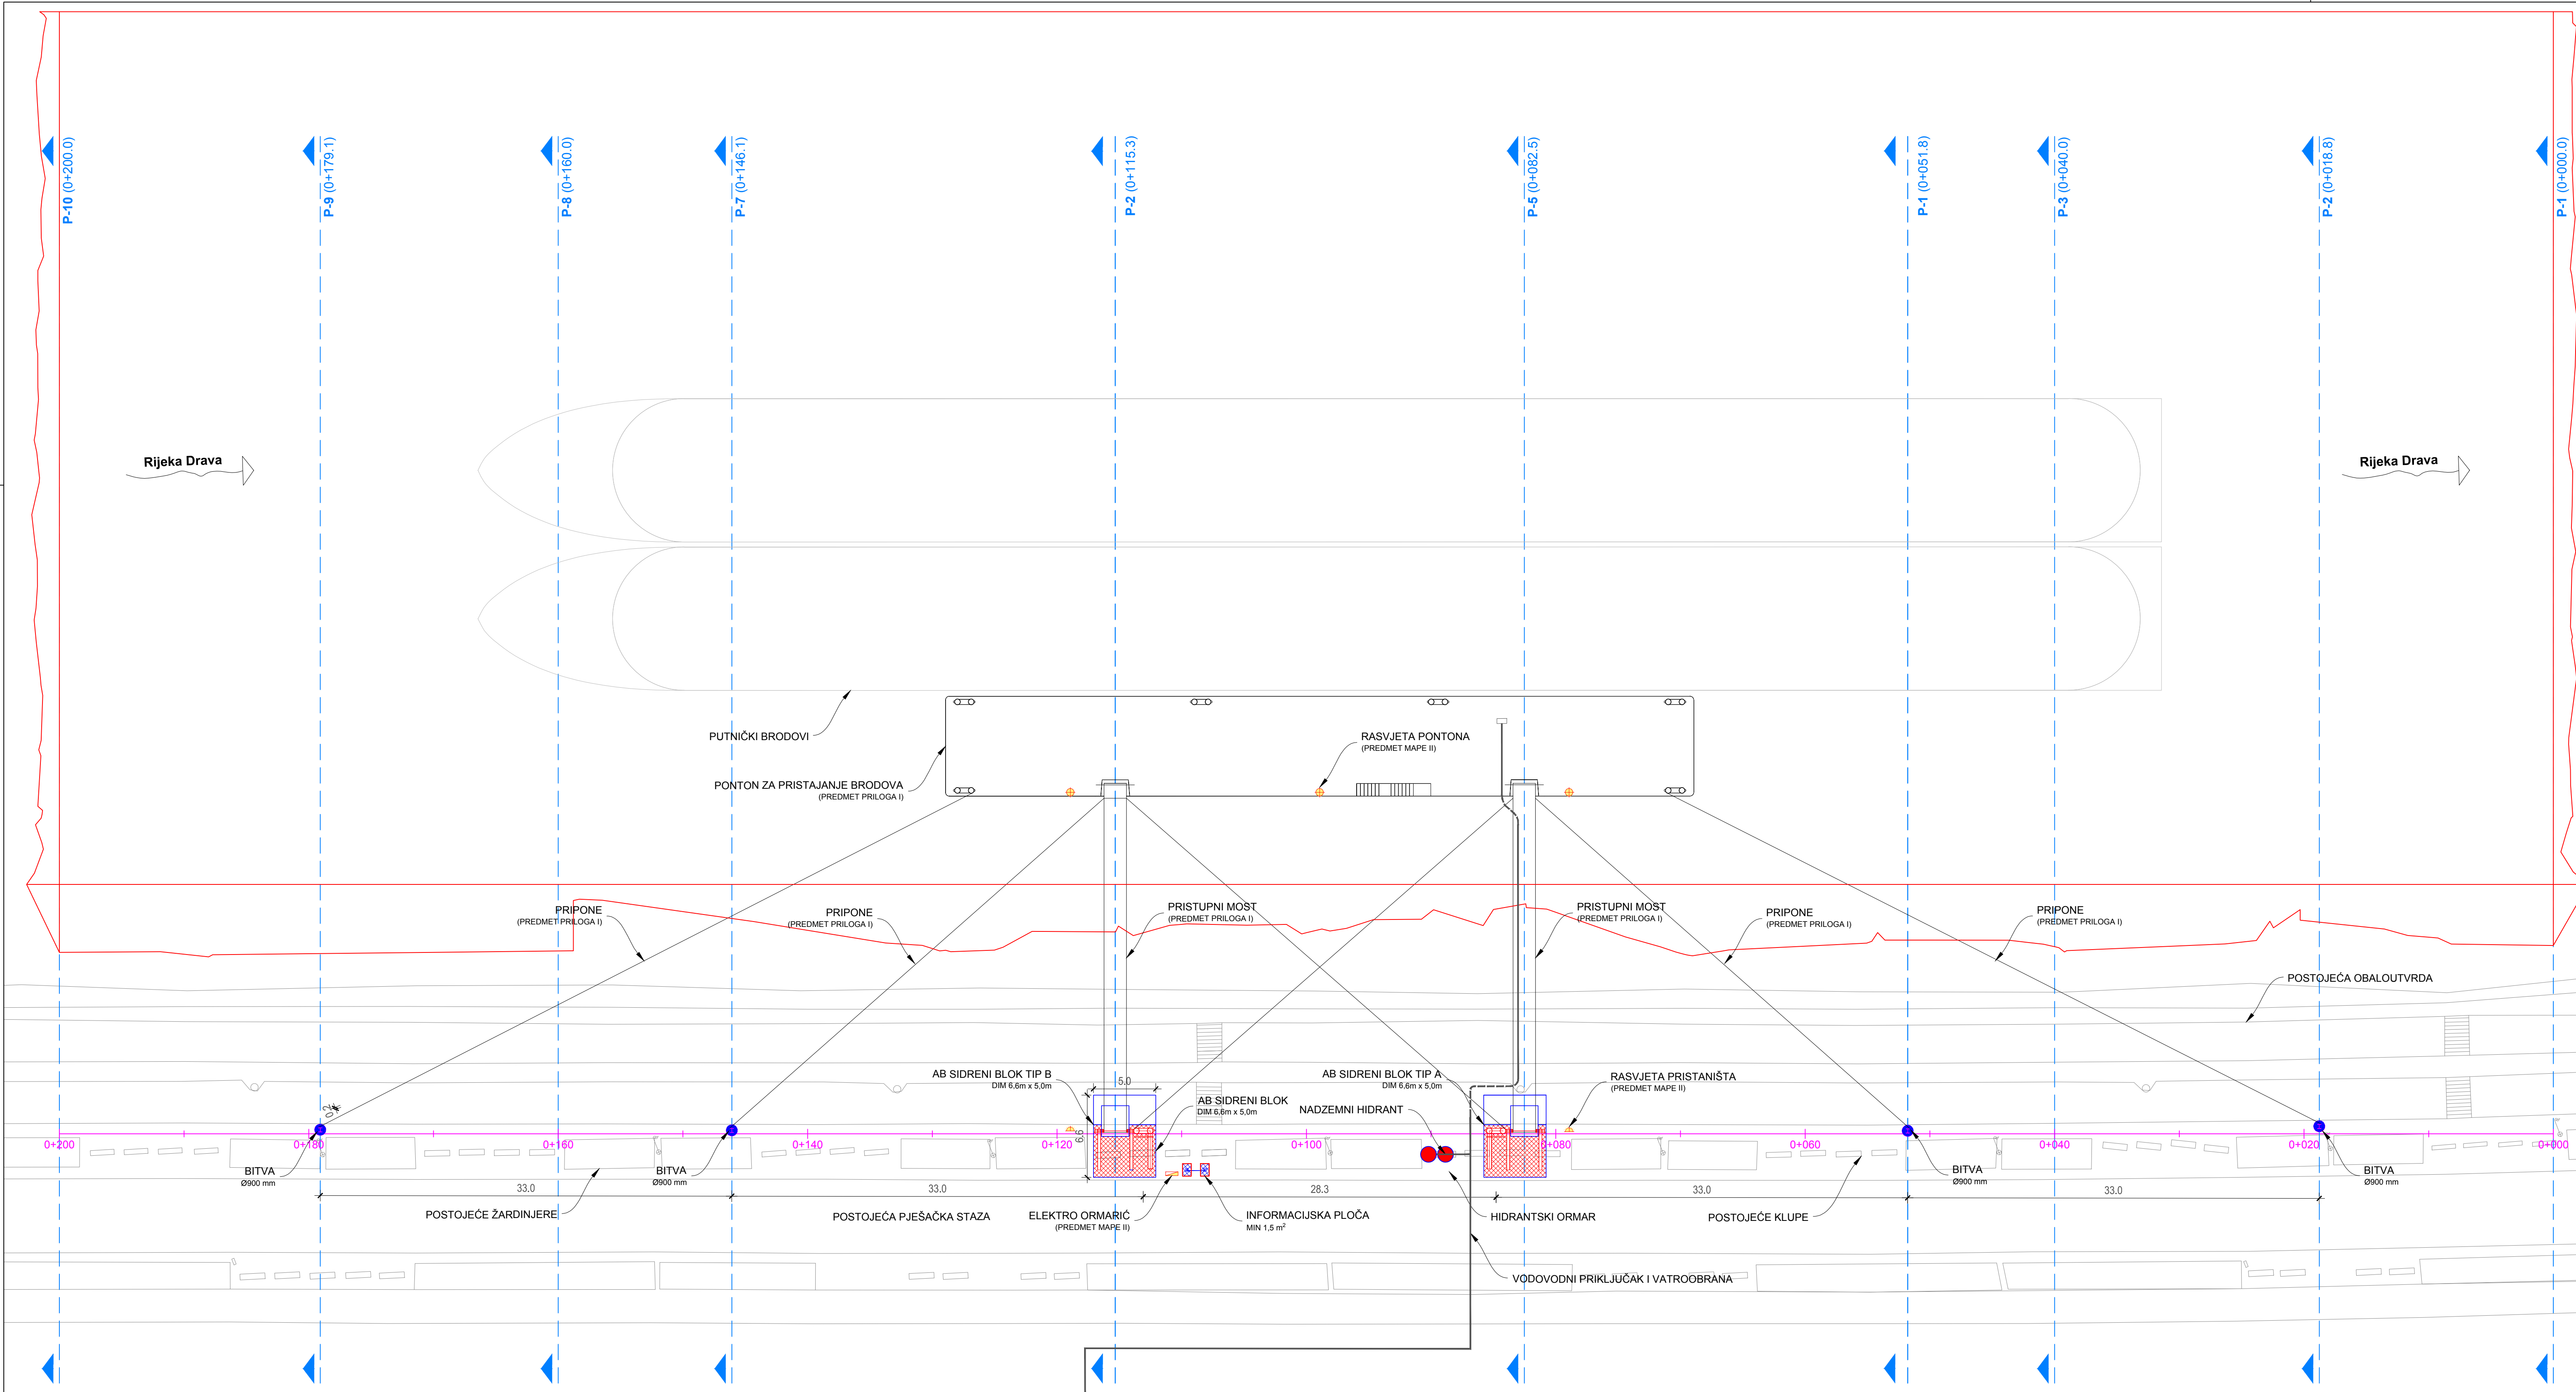 P-10 (0+200.0)
P-9 (0+179.1)
P-8 (0+160.0)
P-7 (0+146.1)
P-2 (0+115.3)
P-5 (0+082.5)
P-1 (0+051.8)
P-3 (0+040.0)
P-2 (0+018.8)
P-1 (0+000.0)
Rijeka Drava
Rijeka Drava
PUTNIČKI BRODOVI
RASVJETA PONTONA
(PREDMET MAPE II)
PONTON ZA PRISTAJANJE BRODOVA
(PREDMET PRILOGA I)
PRIPONE
(PREDMET PRILOGA I)
PRIPONE
(PREDMET PRILOGA I)
PRISTUPNI MOST
(PREDMET PRILOGA I)
PRISTUPNI MOST
(PREDMET PRILOGA I)
PRIPONE
(PREDMET PRILOGA I)
PRIPONE
(PREDMET PRILOGA I)
POSTOJEĆA OBALOUTVRDA
AB SIDRENI BLOK TIP B
DIM 6,6m x 5,0m
5.0
AB SIDRENI BLOK
DIM 6,6m x 5,0m
AB SIDRENI BLOK TIP A
DIM 6,6m x 5,0m
NADZEMNI HIDRANT
RASVJETA PRISTANIŠTA
(PREDMET MAPE II)
6.6
0+200
0+180
0+160
0+140
0+120
0+100
0+080
0+060
0+040
0+020
0+000
BITVA
Ø900 mm
BITVA
Ø900 mm
BITVA
Ø900 mm
BITVA
Ø900 mm
33.0
33.0
28.3
33.0
33.0
POSTOJEĆE ŽARDINJERE
POSTOJEĆA PJEŠAČKA STAZA
ELEKTRO ORMARIĆ
(PREDMET MAPE II)
INFORMACIJSKA PLOČA
MIN 1,5 m²
HIDRANTSKI ORMAR
POSTOJEĆE KLUPE
VODOVODNI PRIKLJUČAK I VATROOBRANA